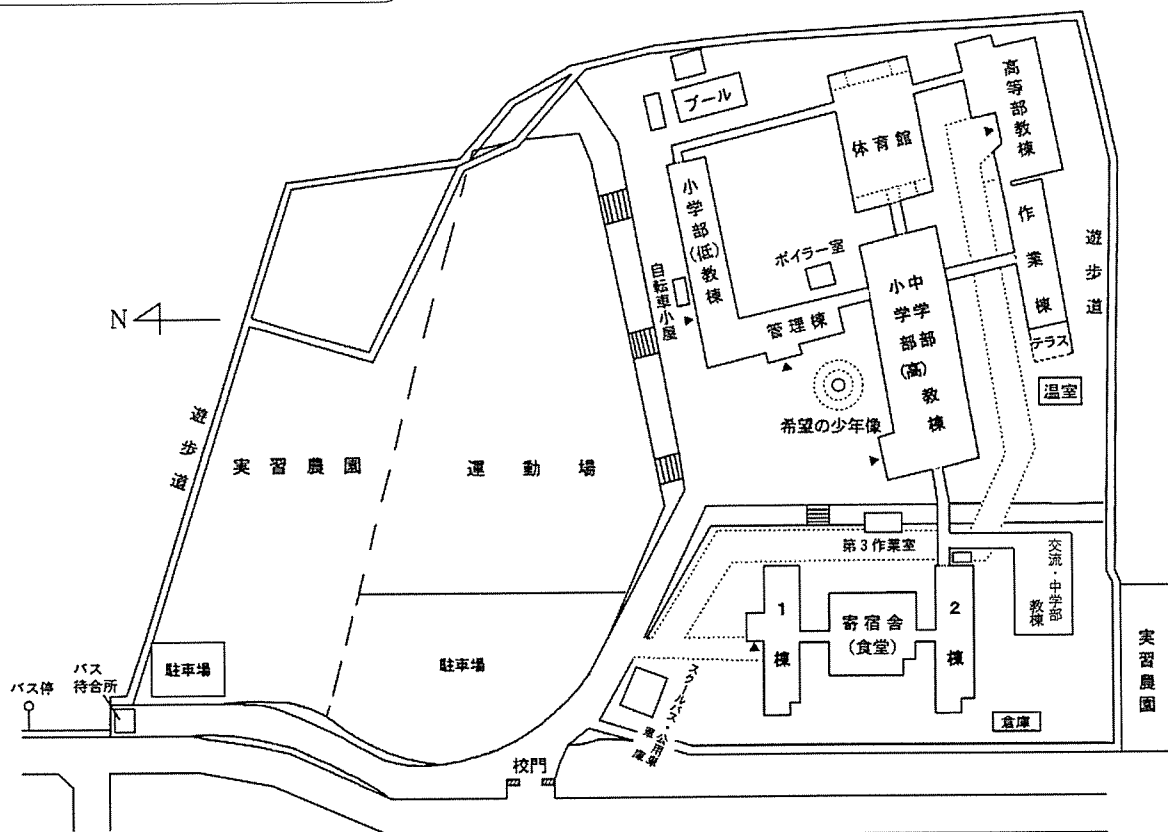 プール
高等部教棟
体育館
小学部(低)教棟
作業棟
遊歩道
ボイラー室
自転車小屋
N
管理棟
小学部(高)
中学部
教棟
テラス
温室
希望の少年像
遊歩道
実習農園
運動場
第3作業室
交流・中学部
教棟
1棟
寄宿舎
(食堂)
2棟
実習農園
駐車場
駐車場
バス停
バス
待合所
スクールバス・公用車
車庫
倉庫
校門